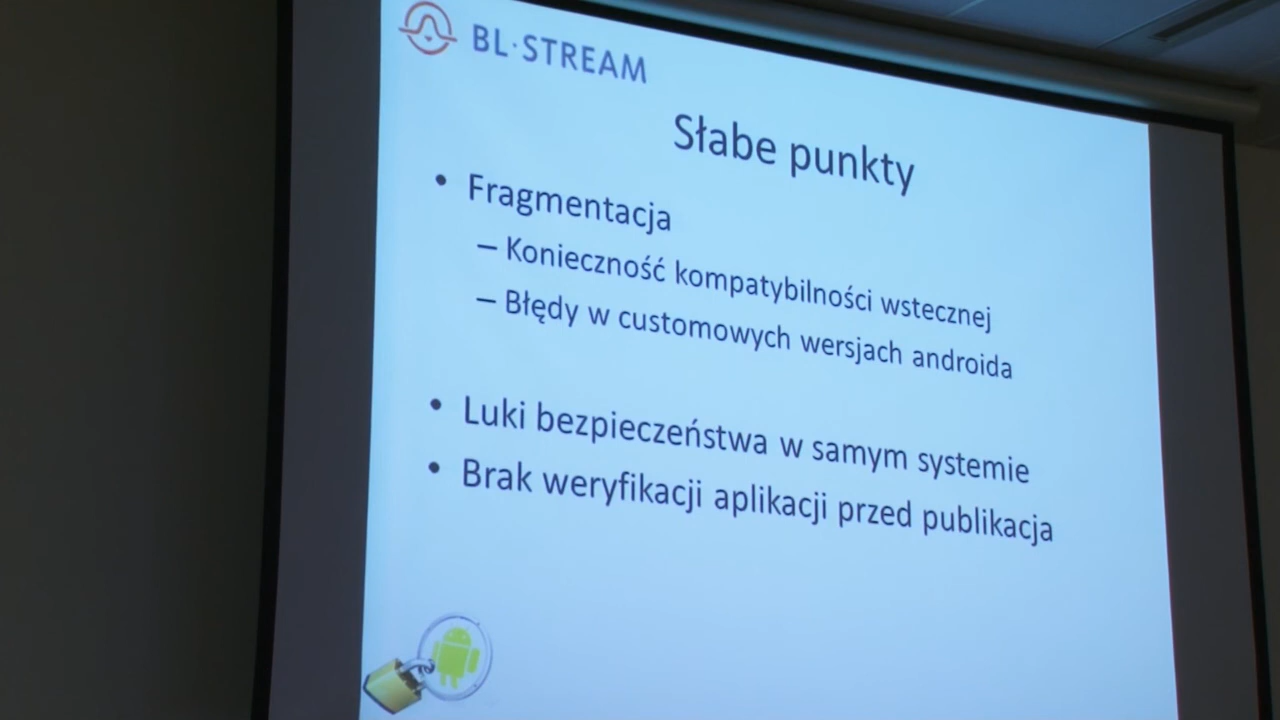 BL·STREAM
Słabe punkty
• Fragmentacja
– Konieczność kompatybilności wstecznej
– Błędy w customowych wersjach androida
• Luki bezpieczeństwa w samym systemie
• Brak weryfikacji aplikacji przed publikacja